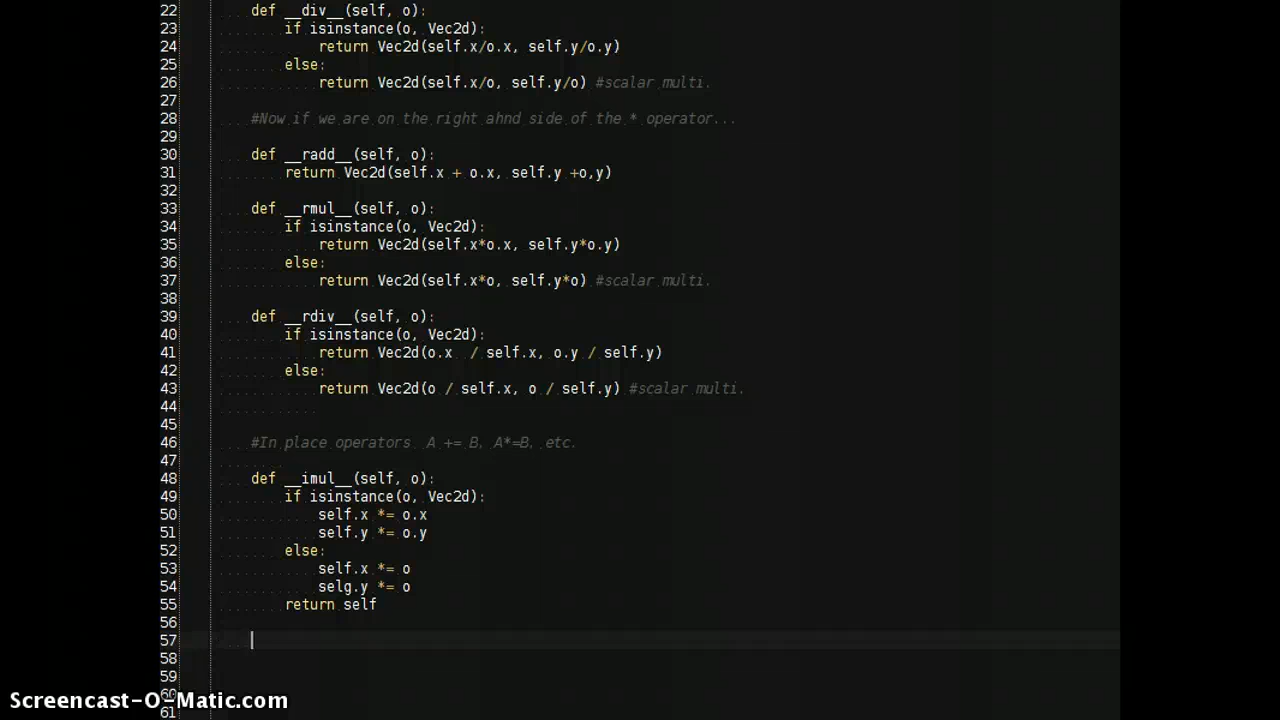 22 def __div__(self, o):
23 if isinstance(o, Vec2d):
24 return Vec2d(self.x/o.x, self.y/o.y)
25 else:
26 return Vec2d(self.x/o, self.y/o) #scalar multi.
27
28 #Now if we are on the right ahnd side of the * operator...
29
30 def __radd__(self, o):
31 return Vec2d(self.x + o.x, self.y +o,y)
32
33 def __rmul__(self, o):
34 if isinstance(o, Vec2d):
35 return Vec2d(self.x*o.x, self.y*o.y)
36 else:
37 return Vec2d(self.x*o, self.y*o) #scalar multi.
38
39 def __rdiv__(self, o):
40 if isinstance(o, Vec2d):
41 return Vec2d(o.x / self.x, o.y / self.y)
42 else:
43 return Vec2d(o / self.x, o / self.y) #scalar multi.
44
45
46 #In place operators A += B, A*=B, etc.
47
48 def __imul__(self, o):
49 if isinstance(o, Vec2d):
50 self.x *= o.x
51 self.y *= o.y
52 else:
53 self.x *= o
54 selg.y *= o
55 return self
56
57
58
59
60
61
Screencast-O-Matic.com